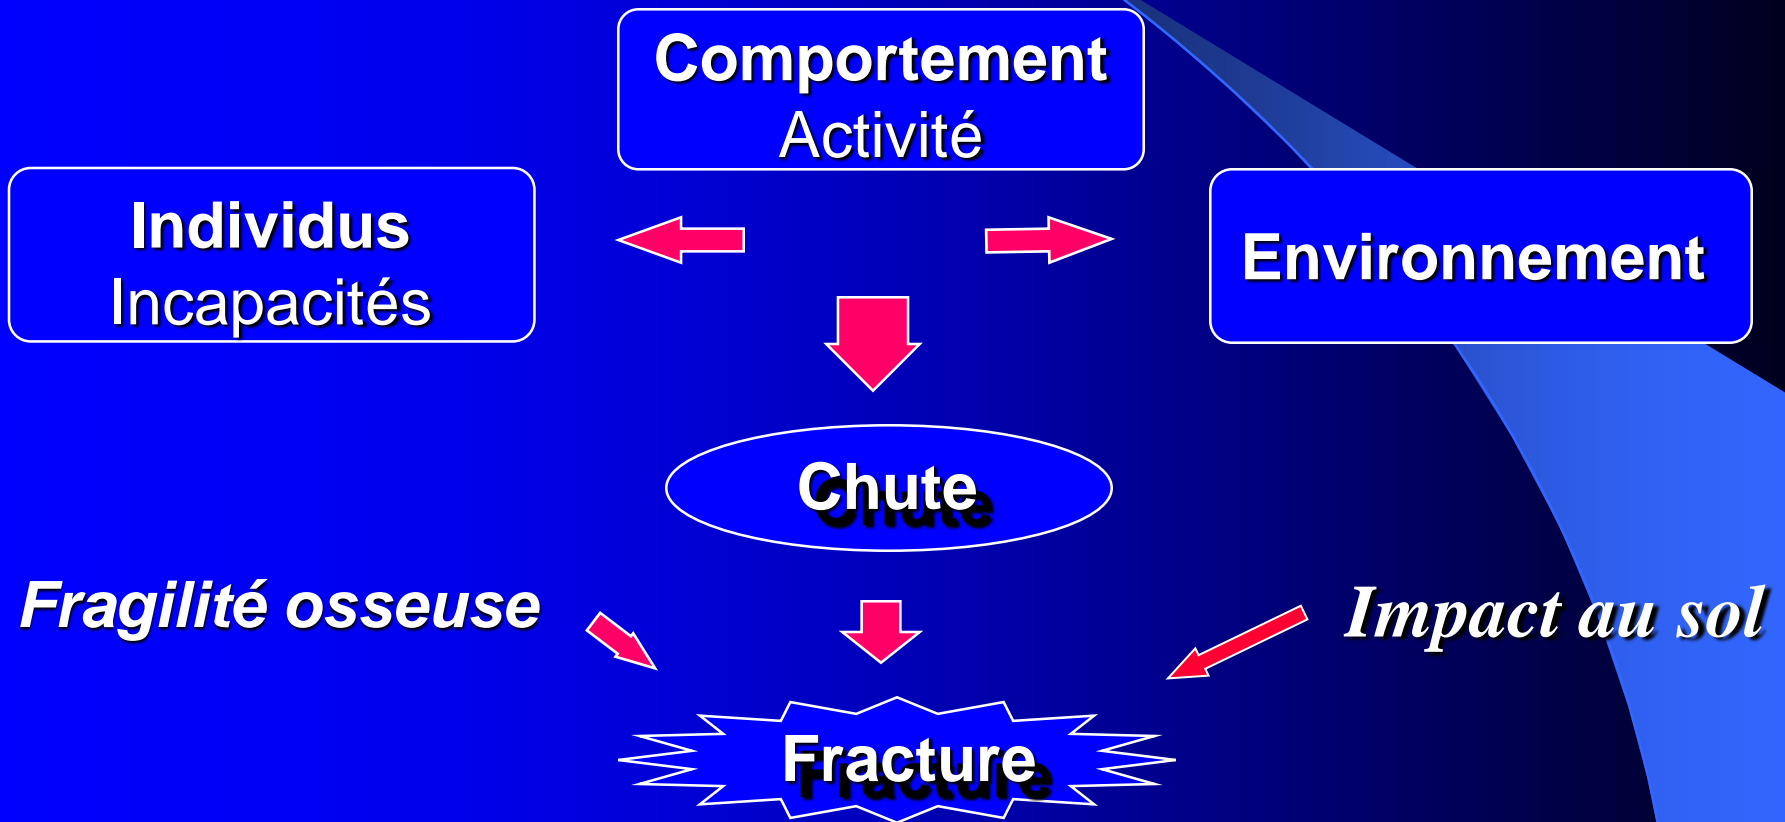 Comportement
Activité
Individus
Incapacités
Environnement
Chute
Fragilité osseuse
Impact au sol
Fracture